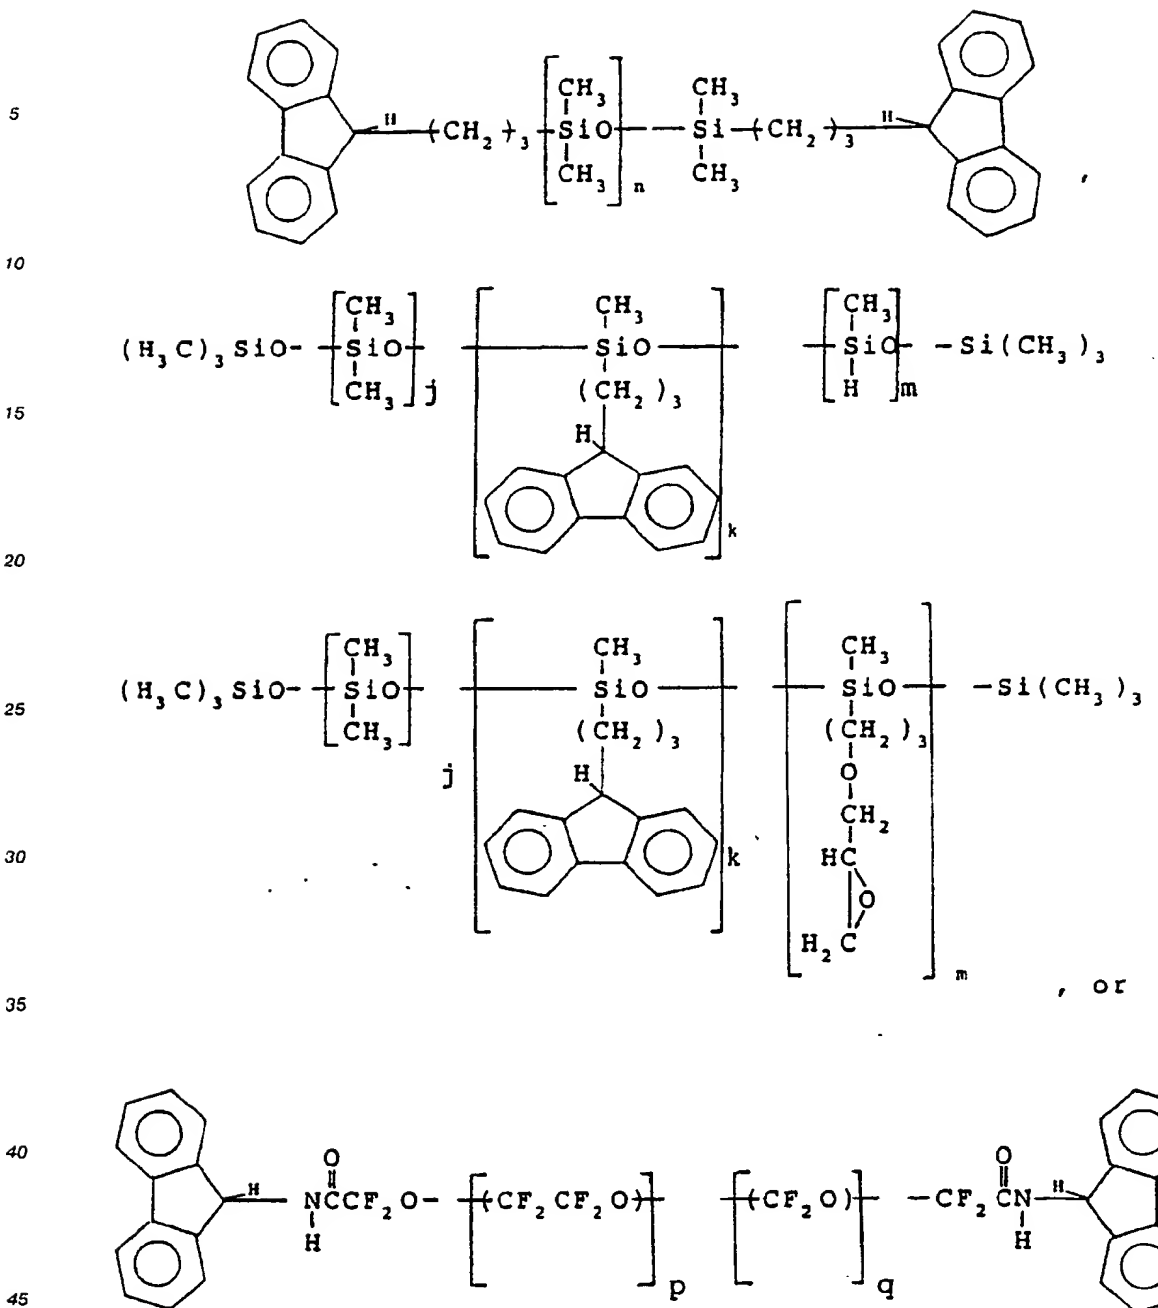 CH₃ CH₃
5
H (CH₂)₃ SiO Si (CH₂)₃ H
CH₃ n CH₃ ,
10
CH₃ CH₃ CH₃
(H₃C)₃SiO- SiO SiO SiO -Si(CH₃)₃
CH₃ j (CH₂)₃ H m
15
H
k
20
CH₃ CH₃ CH₃
(H₃C)₃SiO- SiO SiO SiO -Si(CH₃)₃
25
CH₃ (CH₂)₃ (CH₂)₃
j H O
CH₂
30
k HC
O
H₂C
m
35
, or
40
O O
H NCCF₂O- (CF₂CF₂O) (CF₂O) -CF₂CN H
H H
p q
45